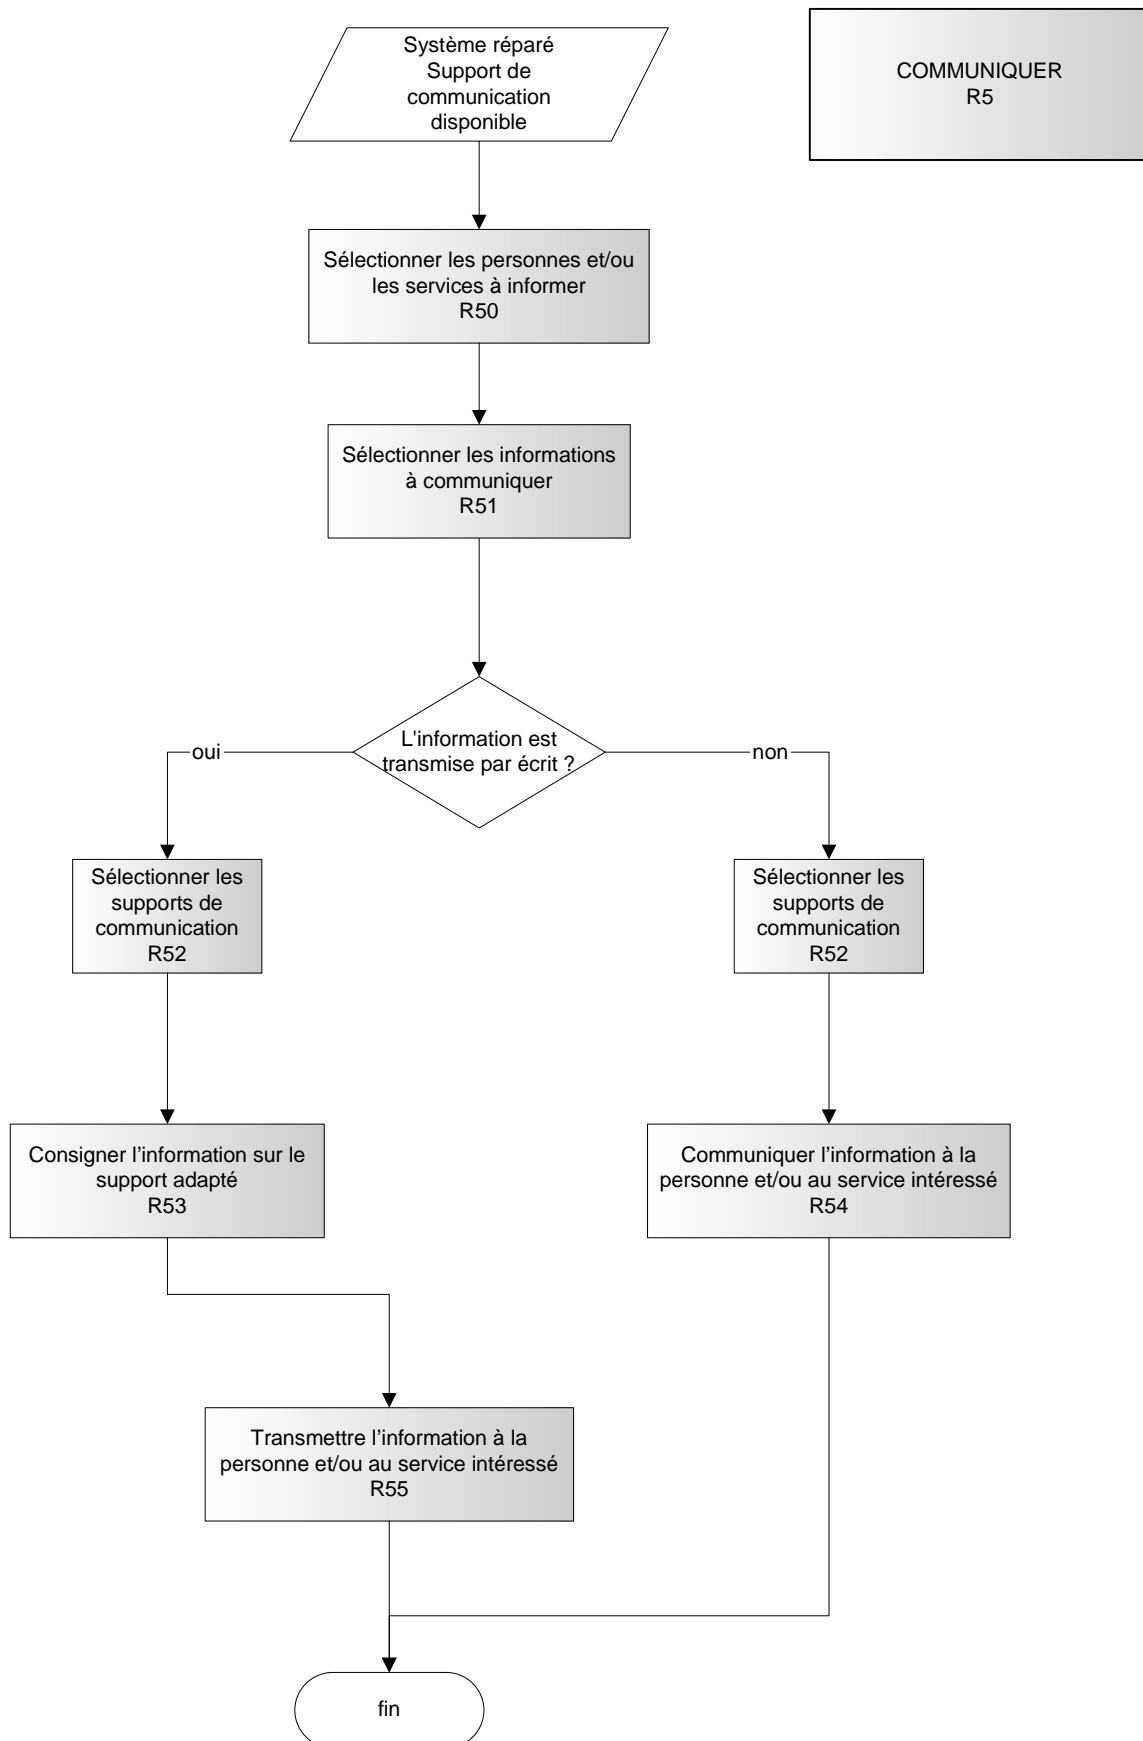 Système réparé
Support de
communication
disponible
COMMUNIQUER
R5
Sélectionner les personnes et/ou
les services à informer
R50
Sélectionner les informations
à communiquer
R51
L'information est
transmise par écrit ?
oui
non
Sélectionner les
supports de
communication
R52
Sélectionner les
supports de
communication
R52
Consigner l’information sur le
support adapté
R53
Communiquer l’information à la
personne et/ou au service intéressé
R54
Transmettre l’information à la
personne et/ou au service intéressé
R55
fin